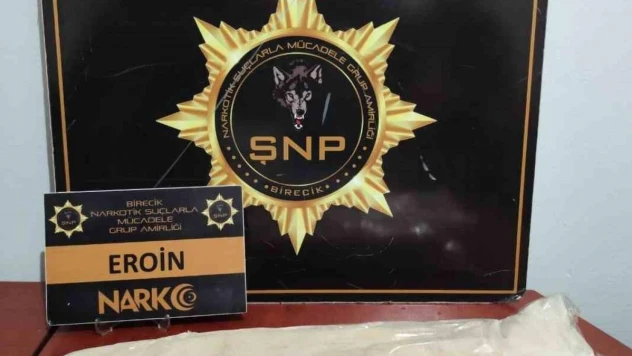 NARKOTİK SUÇLARLA MÜCADELE GRUP AMİRLİĞİ
ŞNP
BİRECİK
BİRECİK
NARKOTİK SUÇLARLA
MÜCADELE
GRUP AMİRLİĞİ
EROİN
NARKO